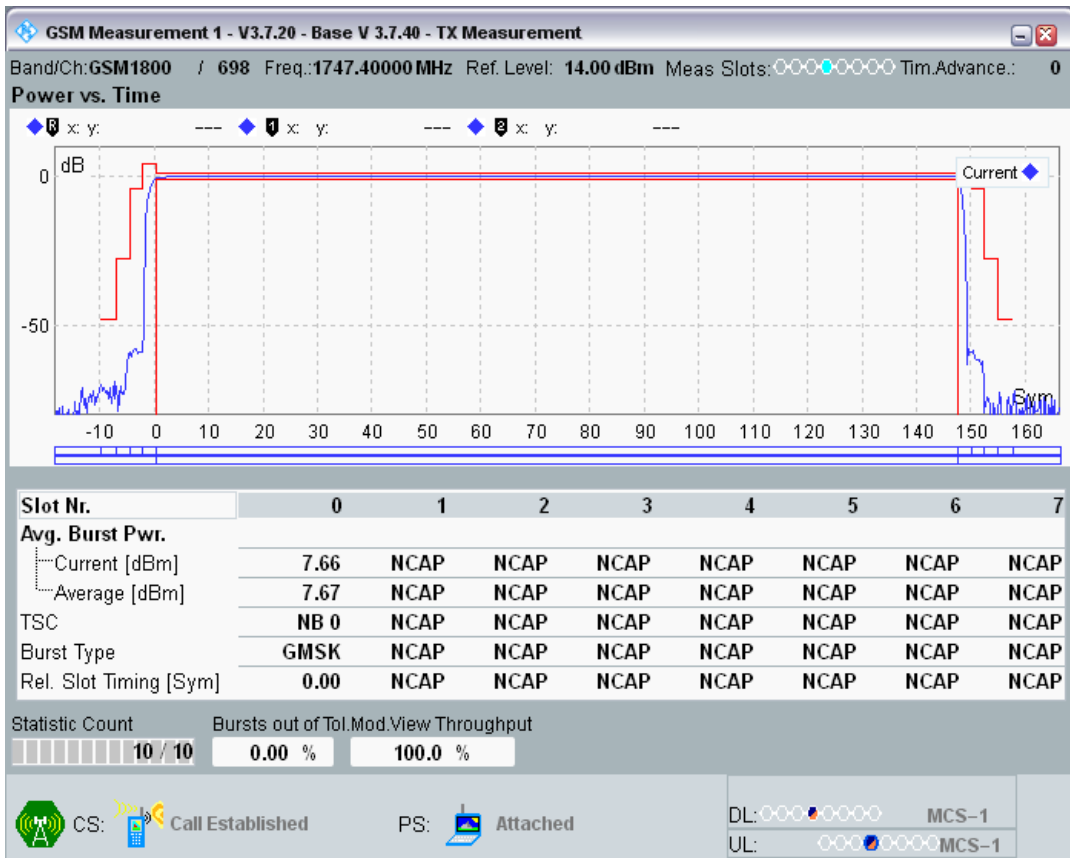 GSM Measurement 1 - V3.7.20 - Base V 3.7.40 - TX Measurement
Band/Ch:GSM1800 / 698 Freq.:1747.40000 MHz Ref. Level: 14.00 dBm Meas Slots: Tim.Advance.: 0
Power vs. Time
R x: y: --- 1 x: y: --- 2 x: y: ---
dB
Current
0
-50
Sym
-10 0 10 20 30 40 50 60 70 80 90 100 110 120 130 140 150 160
Slot Nr. 0 1 2 3 4 5 6 7
Avg. Burst Pwr.
Current [dBm] 7.66 NCAP NCAP NCAP NCAP NCAP NCAP NCAP
Average [dBm] 7.67 NCAP NCAP NCAP NCAP NCAP NCAP NCAP
TSC NB 0 NCAP NCAP NCAP NCAP NCAP NCAP NCAP
Burst Type GMSK NCAP NCAP NCAP NCAP NCAP NCAP NCAP
Rel. Slot Timing [Sym] 0.00 NCAP NCAP NCAP NCAP NCAP NCAP NCAP
Statistic Count Bursts out of Tol.Mod.View Throughput
10 / 10 0.00 % 100.0 %
CS: Call Established PS: Attached
DL: MCS-1
UL: MCS-1